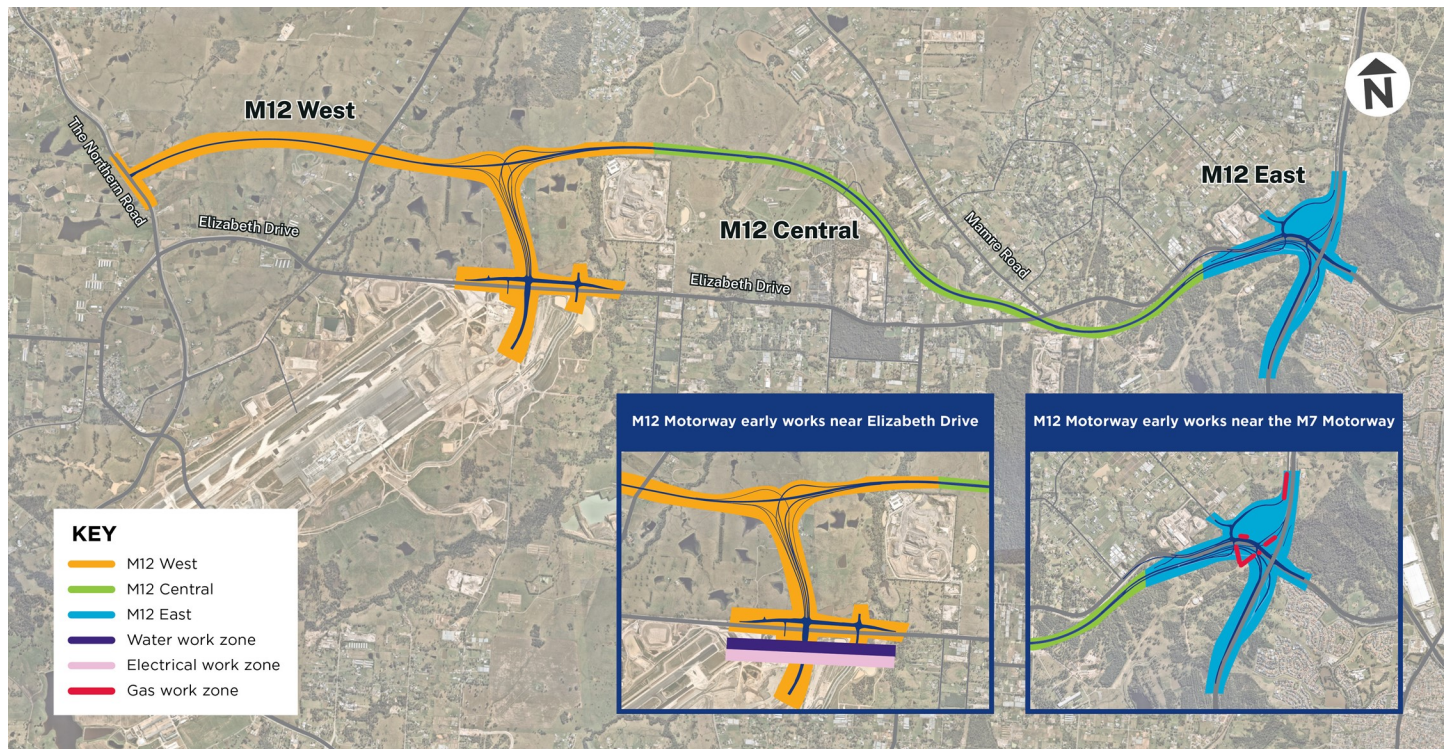 N
M12 West
The Northern Road
Elizabeth Drive
M12 Central
Elizabeth Drive
Mamre Road
M12 East
M12 Motorway early works near Elizabeth Drive
M12 Motorway early works near the M7 Motorway
KEY
M12 West
M12 Central
M12 East
Water work zone
Electrical work zone
Gas work zone